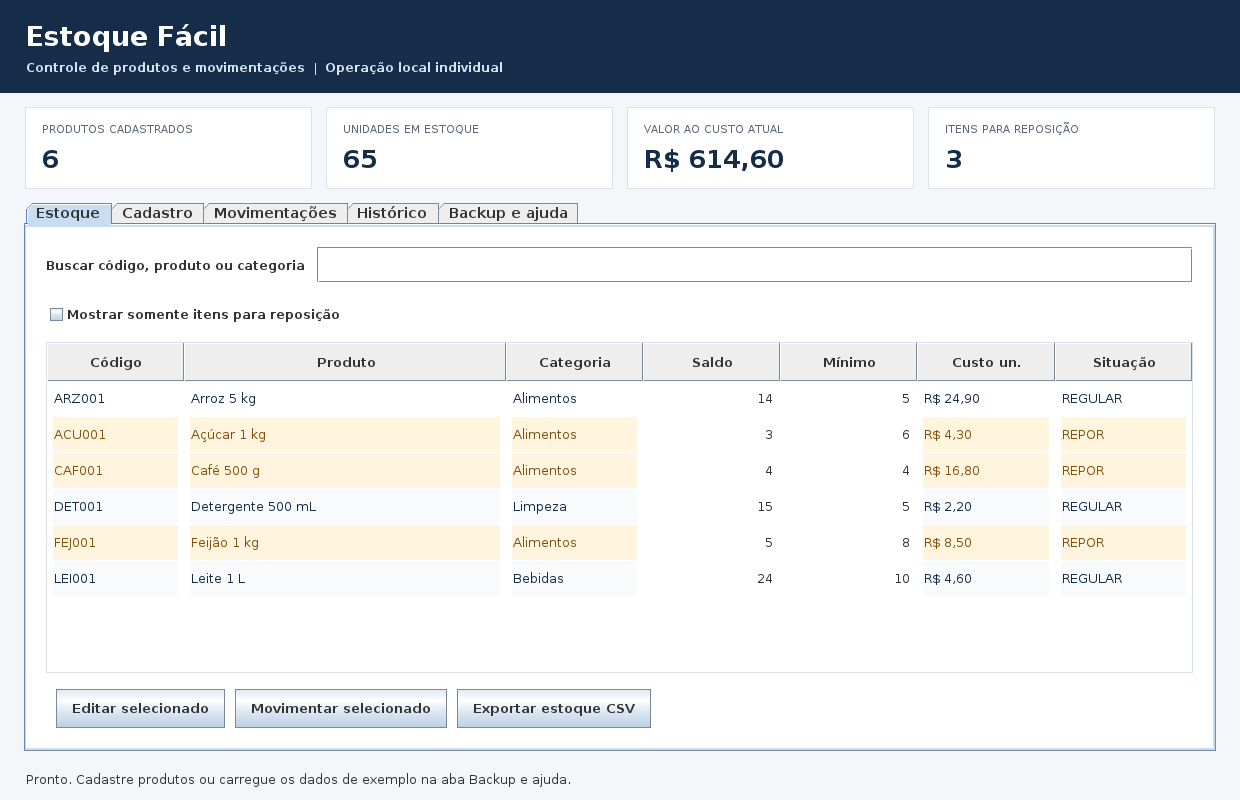 Estoque Fácil
Controle de produtos e movimentações | Operação local individual
PRODUTOS CADASTRADOS UNIDADES EM ESTOQUE VALOR AO CUSTO ATUAL ITENS PARA REPOSIÇÃO
6 65 R$ 614,60 3
Estoque Cadastro Movimentações Histórico Backup e ajuda
Buscar código, produto ou categoria
Mostrar somente itens para reposição
Código Produto Categoria Saldo Mínimo Custo un. Situação
ARZ001 Arroz 5 kg Alimentos 14 5 R$ 24,90 REGULAR
ACU001 Açúcar 1 kg Alimentos 3 6 R$ 4,30 REPOR
CAF001 Café 500 g Alimentos 4 4 R$ 16,80 REPOR
DET001 Detergente 500 mL Limpeza 15 5 R$ 2,20 REGULAR
FEJ001 Feijão 1 kg Alimentos 5 8 R$ 8,50 REPOR
LEI001 Leite 1 L Bebidas 24 10 R$ 4,60 REGULAR
Editar selecionado Movimentar selecionado Exportar estoque CSV
Pronto. Cadastre produtos ou carregue os dados de exemplo na aba Backup e ajuda.